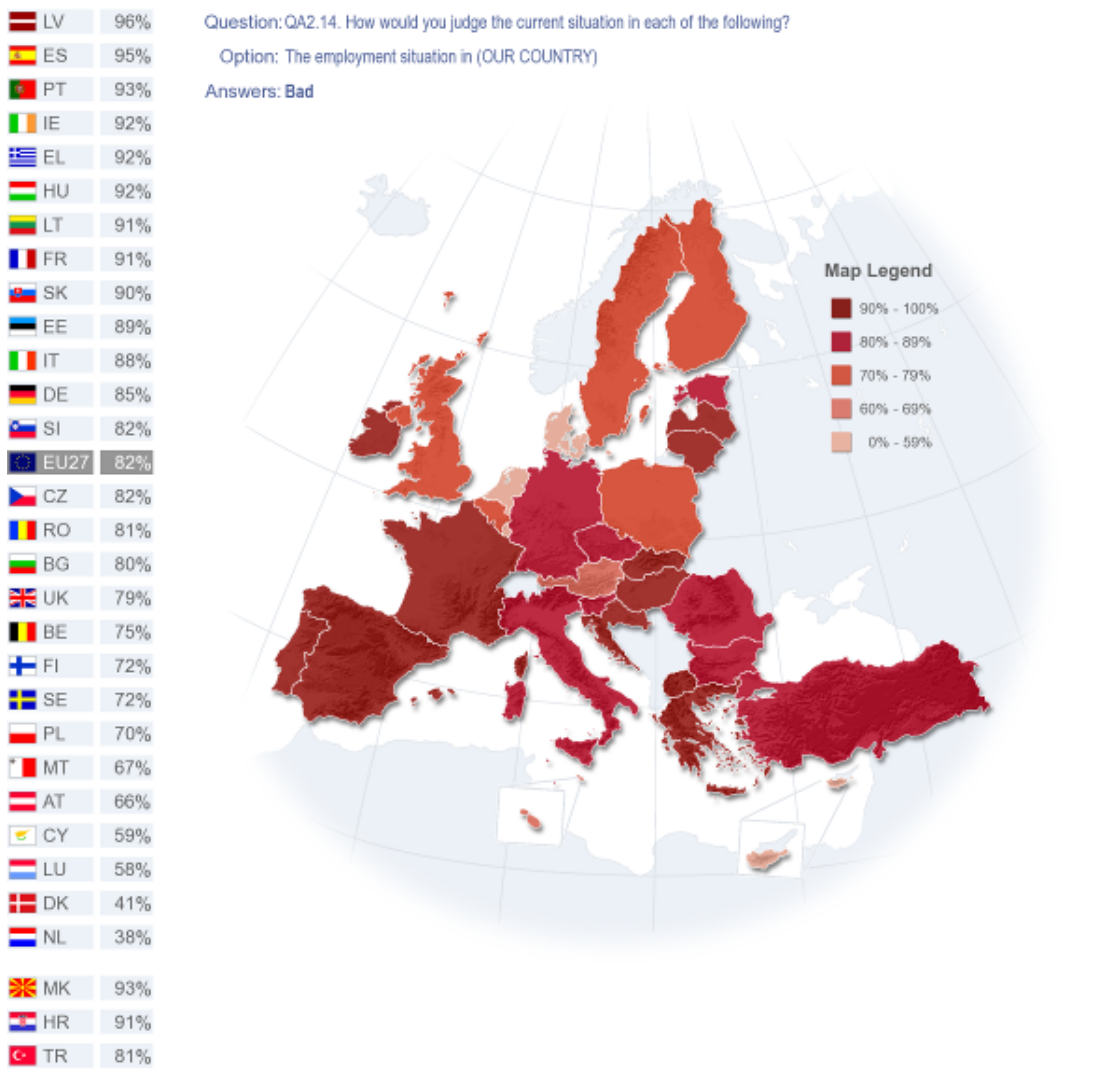 LV 96%
ES 95%
PT 93%
IE 92%
EL 92%
HU 92%
LT 91%
FR 91%
SK 90%
EE 89%
IT 88%
DE 85%
SI 82%
EU27 82%
CZ 82%
RO 81%
BG 80%
UK 79%
BE 75%
FI 72%
SE 72%
PL 70%
MT 67%
AT 66%
CY 59%
LU 58%
DK 41%
NL 38%
MK 93%
HR 91%
TR 81%
Question: QA2.14. How would you judge the current situation in each of the following?
Option: The employment situation in (OUR COUNTRY)
Answers: Bad
Map Legend
90% - 100%
80% - 89%
70% - 79%
60% - 69%
0% - 59%